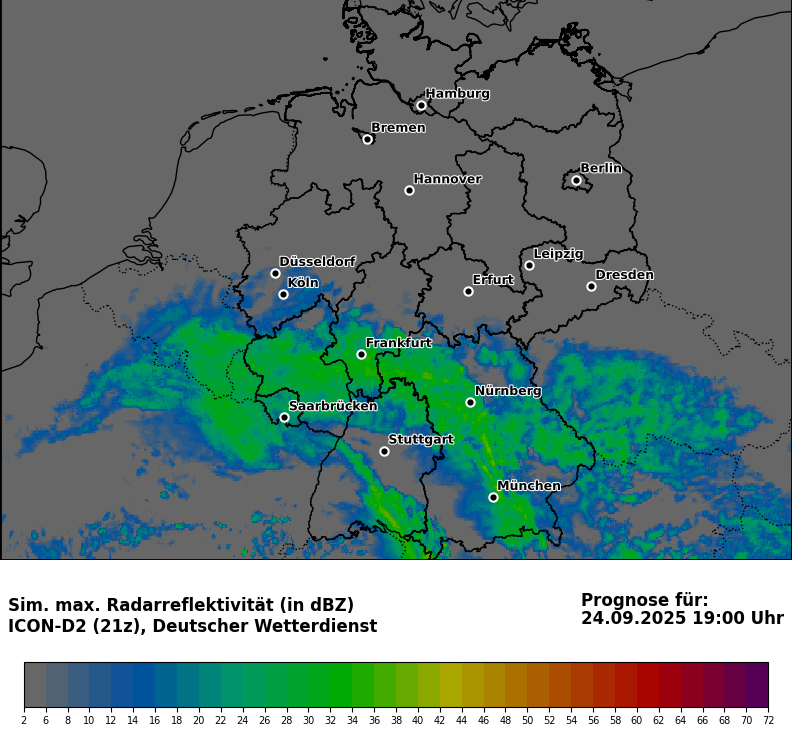 Hamburg
Bremen
Berlin
Hannover
Leipzig
Düsseldorf
Dresden
Köln
Erfurt
Frankfurt
Nürnberg
Saarbrücken
Stuttgart
München
Sim. max. Radarreflektivität (in dBZ)
ICON-D2 (21z), Deutscher Wetterdienst
Prognose für:
24.09.2025 19:00 Uhr
2 6 8 10 12 14 16 18 20 22 24 26 28 30 32 34 36 38 40 42 44 46 48 50 52 54 56 58 60 62 64 66 68 70 72